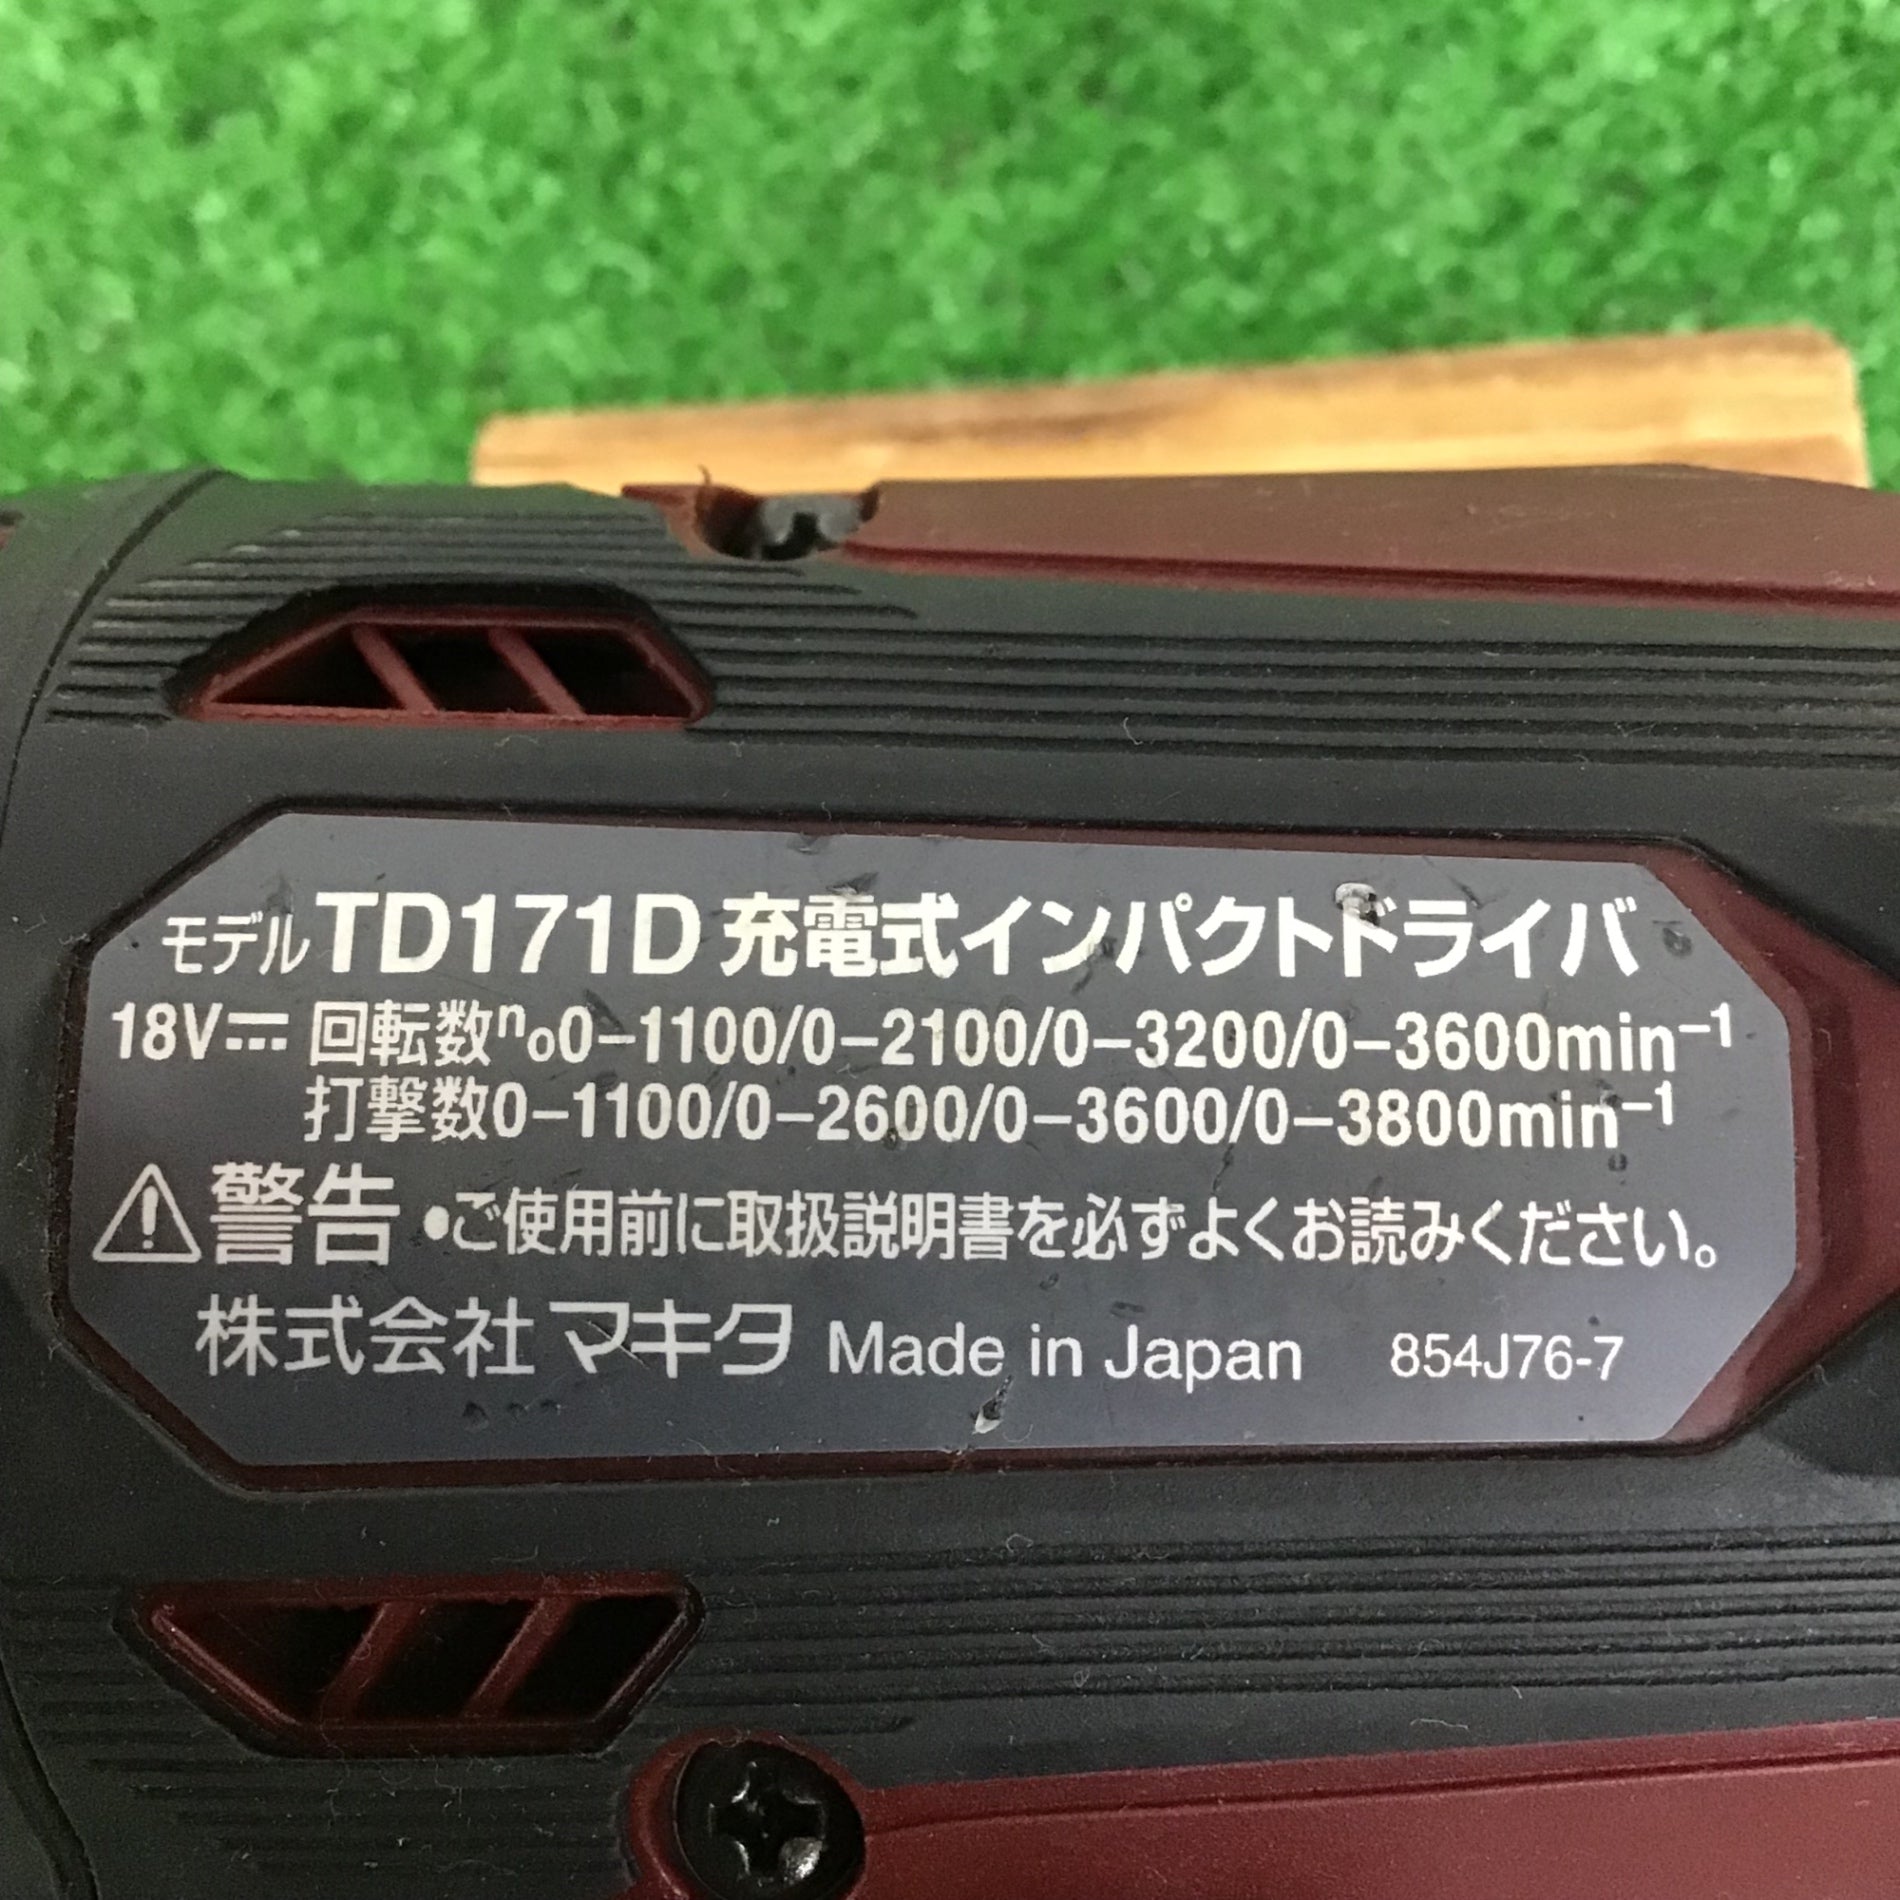 モデルTD171D 充電式インパクトドライバ
18V⎓ 回転数n₀0-1100/0-2100/0-3200/0-3600min⁻¹
打撃数0-1100/0-2600/0-3600/0-3800min⁻¹
⚠警告 ●ご使用前に取扱説明書を必ずよくお読みください。
株式会社マキタ Made in Japan 854J76-7